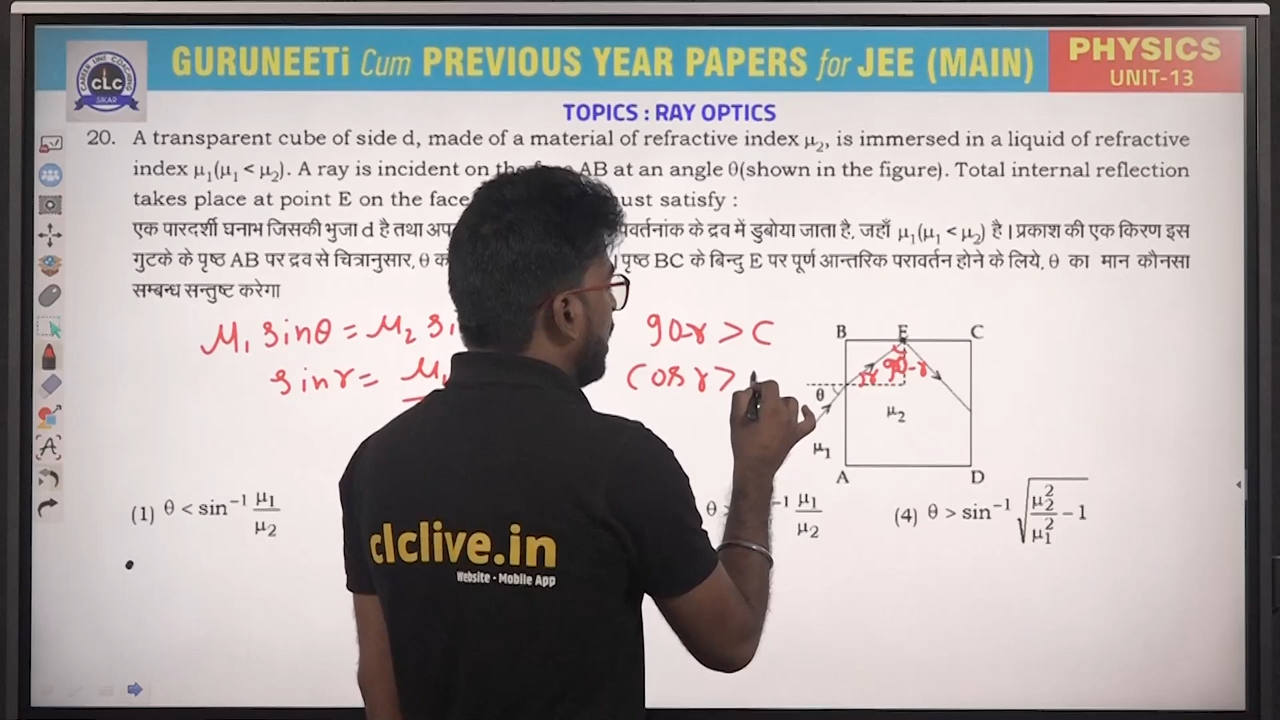 GURUNEETi Cum PREVIOUS YEAR PAPERS for JEE (MAIN)
PHYSICS
UNIT-13
CLC
SIKAR
TOPICS : RAY OPTICS
20. A transparent cube of side d, made of a material of refractive index μ₂, is immersed in a liquid of refractive
index μ₁(μ₁ < μ₂). A ray is incident on the AB at an angle θ(shown in the figure). Total internal reflection
takes place at point E on the face must satisfy :
एक पारदर्शी घनाभ जिसकी भुजा d है तथा के द्रव में डुबोया जाता है, जहाँ μ₁(μ₁ < μ₂) है। प्रकाश की एक किरण इस
गुटके के पृष्ठ AB पर द्रव से चित्रानुसार, θ पृष्ठ BC के बिन्दु E पर पूर्ण आन्तरिक परावर्तन होने के लिये, θ का मान कौनसा
सम्बन्ध सन्तुष्ट करेगा
μ₁ sinθ = μ₂ 90-r > C
sinr = μ₁ Cosr >
B E C
r 90-r
θ
μ₂
μ₁
A D
(1) θ < sin⁻¹ μ₁/μ₂ θ > ⁻¹ μ₁/μ₂ (4) θ > sin⁻¹ √(μ₂²/μ₁² − 1)
clclive.in
Website - Mobile App